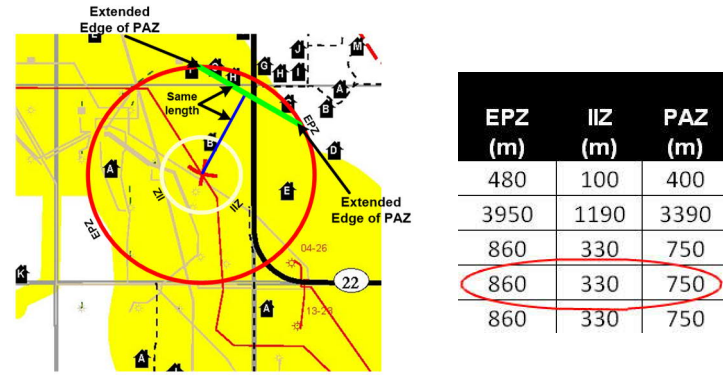 Extended
Edge of PAZ
E
J
M
F
G
H
G
H
I
A
B
Same
length
EPZ
B
D
A
E
IIZ
IIZ
Extended
Edge of PAZ
EPZ
04-26
K
22
A
13-23
A
A
EPZ IIZ PAZ
(m) (m) (m)
480 100 400
3950 1190 3390
860 330 750
860 330 750
860 330 750